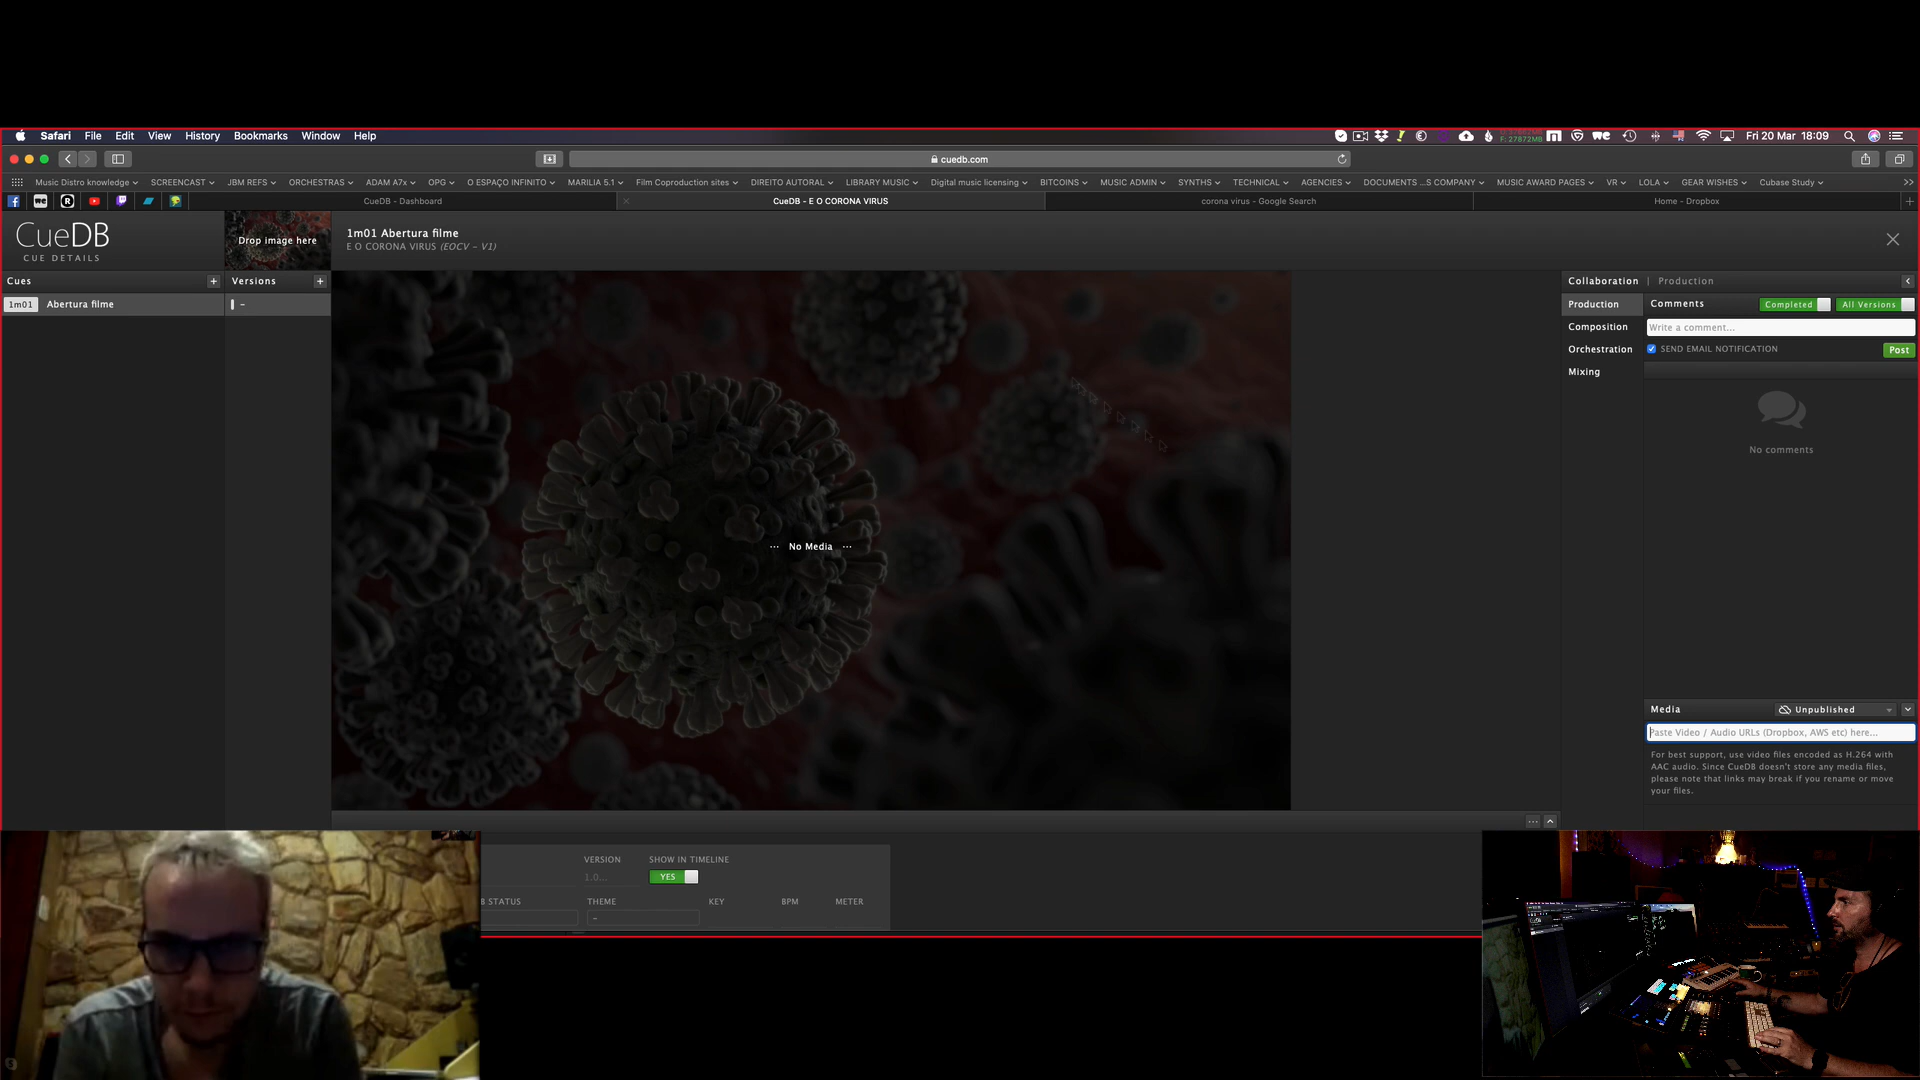 Safari File Edit View History Bookmarks Window Help
Fri 20 Mar 18:09
cuedb.com
Music Distro knowledge SCREENCAST JBM REFS ORCHESTRAS ADAM A7x OPG O ESPAÇO INFINITO MARILIA 5.1 Film Coproduction sites DIREITO AUTORAL LIBRARY MUSIC Digital music licensing BITCOINS MUSIC ADMIN SYNTHS TECHNICAL AGENCIES DOCUMENTS ...S COMPANY MUSIC AWARD PAGES VR LOLA GEAR WISHES Cubase Study
CueDB - Dashboard
CueDB - E O CORONA VIRUS
corona virus - Google Search
Home - Dropbox
CueDB
CUE DETAILS
Drop image here
1m01 Abertura filme
E O CORONA VIRUS (EOCV – V1)
Cues +
Versions +
1m01 Abertura filme
–
··· No Media ···
Collaboration | Production
Production
Composition
Orchestration
Mixing
Comments Completed All Versions
Write a comment...
SEND EMAIL NOTIFICATION Post
No comments
Media Unpublished
Paste Video / Audio URLs (Dropbox, AWS etc) here...
For best support, use video files encoded as H.264 with
AAC audio. Since CueDB doesn't store any media files,
please note that links may break if you rename or move
your files.
VERSION SHOW IN TIMELINE
1.0... YES
STATUS THEME KEY BPM METER
–